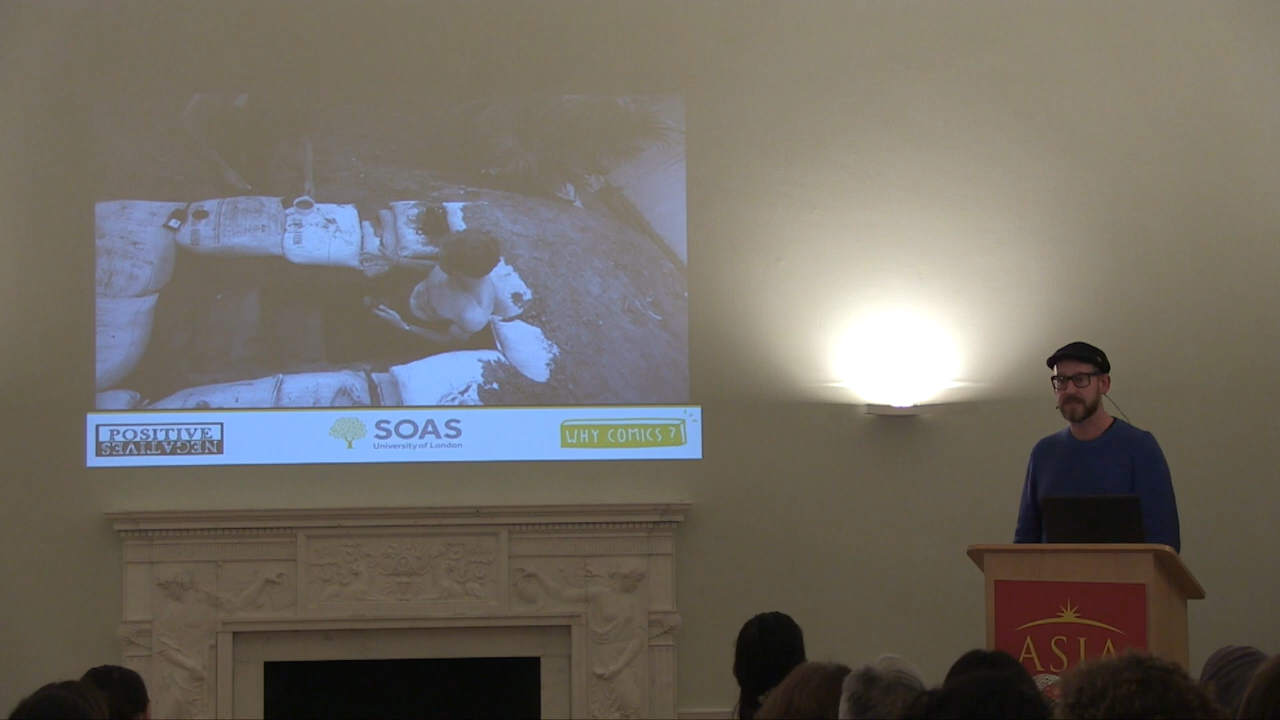 POSITIVE
NEGATIVES
SOAS
University of London
WHY COMICS?
ASIA